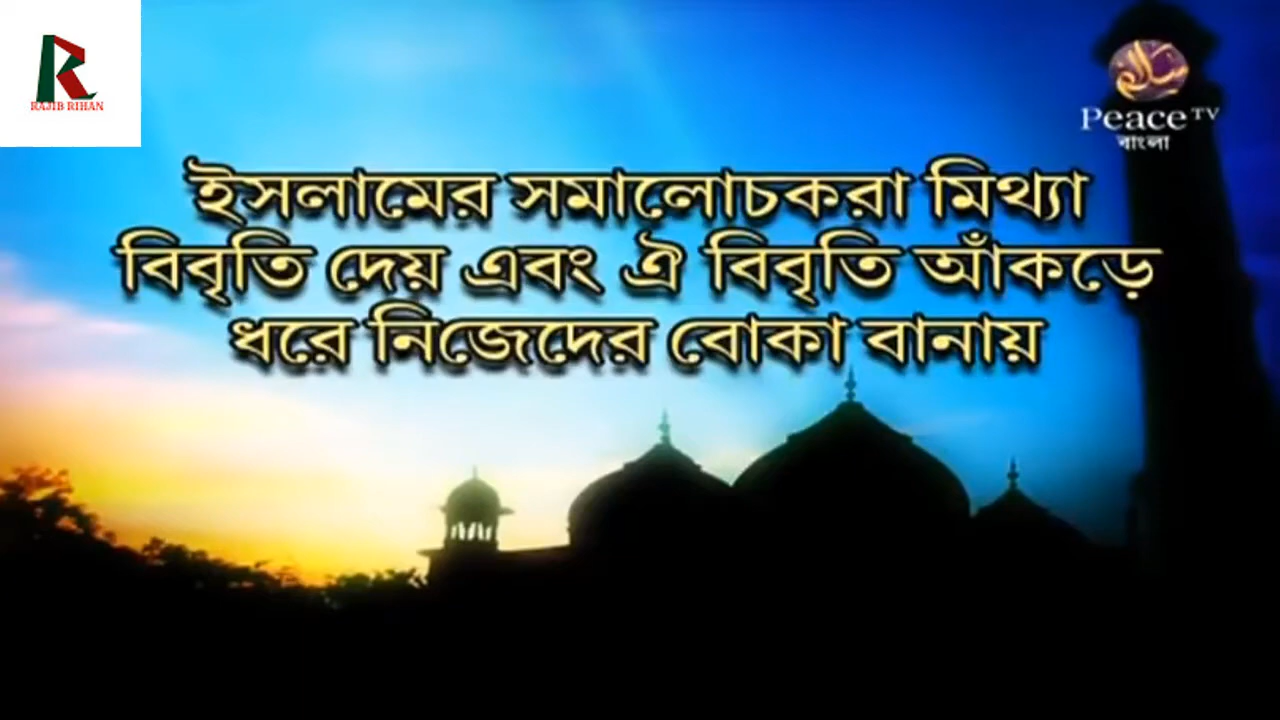 RAJIB RIHAN
Peace TV
বাংলা
ইসলামের সমালোচকরা মিথ্যা
বিবৃতি দেয় এবং ঐ বিবৃতি আঁকড়ে
ধরে নিজেদের বোকা বানায়